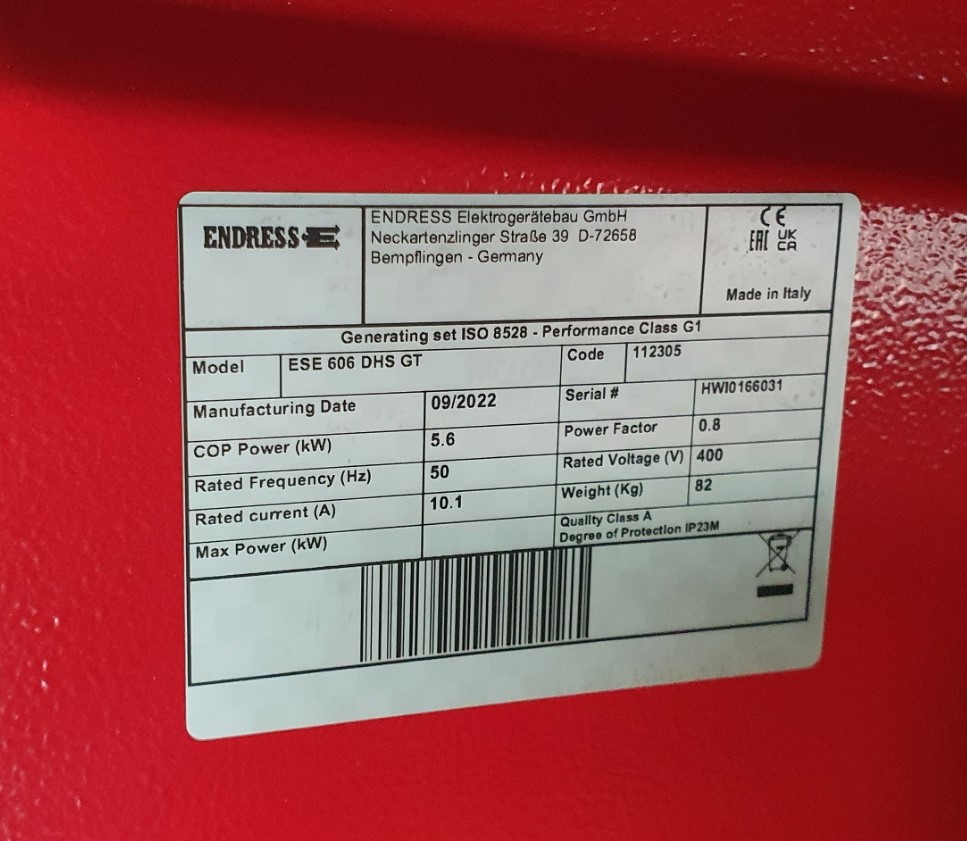 ENDRESS
ENDRESS Elektrogerätebau GmbH
Neckartenzlinger Straße 39 D-72658
Bempflingen - Germany
CE
EAC UK CA
Made in Italy
Generating set ISO 8528 - Performance Class G1
Model ESE 606 DHS GT Code 112305
Manufacturing Date 09/2022 Serial # HWI0166031
COP Power (kW) 5.6 Power Factor 0.8
Rated Frequency (Hz) 50 Rated Voltage (V) 400
Rated current (A) 10.1 Weight (Kg) 82
Max Power (kW) Quality Class A
Degree of Protection IP23M